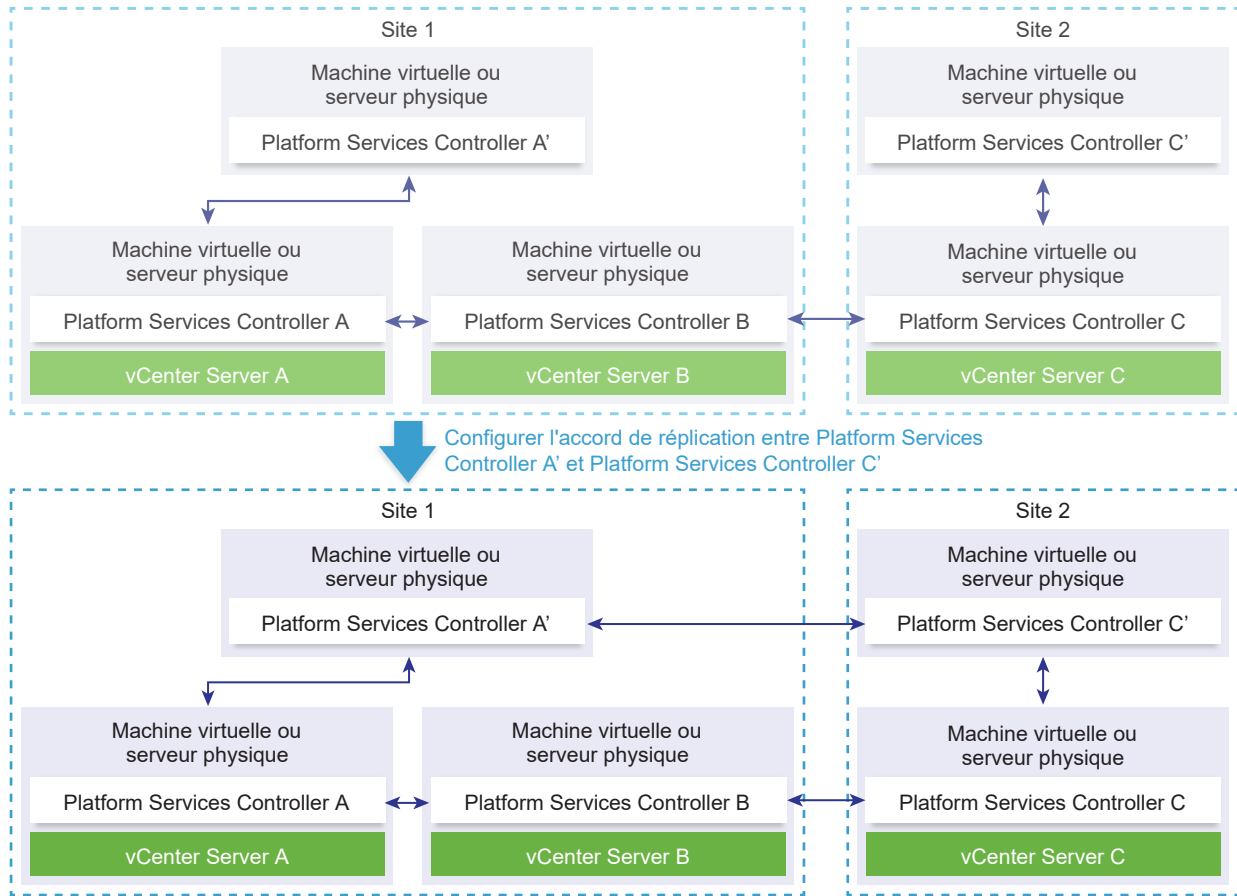 Site 1
Site 2
Machine virtuelle ou
serveur physique
Platform Services Controller A’
Machine virtuelle ou
serveur physique
Platform Services Controller C’
Machine virtuelle ou
serveur physique
Platform Services Controller A
vCenter Server A
Machine virtuelle ou
serveur physique
Platform Services Controller B
vCenter Server B
Machine virtuelle ou
serveur physique
Platform Services Controller C
vCenter Server C
Configurer l'accord de réplication entre Platform Services
Controller A’ et Platform Services Controller C’
Site 1
Site 2
Machine virtuelle ou
serveur physique
Platform Services Controller A’
Machine virtuelle ou
serveur physique
Platform Services Controller C’
Machine virtuelle ou
serveur physique
Platform Services Controller A
vCenter Server A
Machine virtuelle ou
serveur physique
Platform Services Controller B
vCenter Server B
Machine virtuelle ou
serveur physique
Platform Services Controller C
vCenter Server C